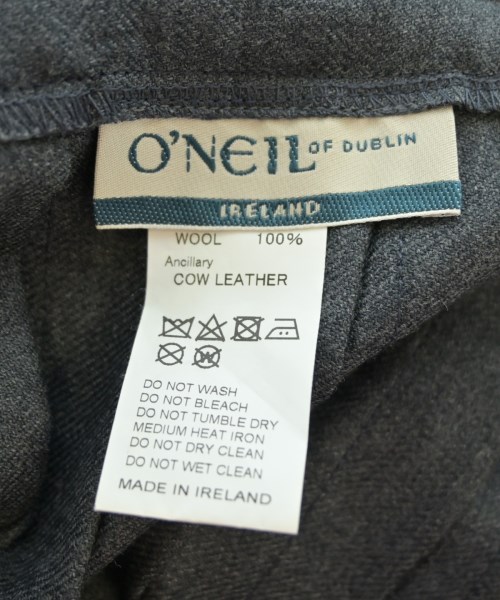 O'NEIL OF DUBLIN
IRELAND
WOOL 100%
Ancillary
COW LEATHER
W
DO NOT WASH
DO NOT BLEACH
DO NOT TUMBLE DRY
MEDIUM HEAT IRON
DO NOT DRY CLEAN
DO NOT WET CLEAN
MADE IN IRELAND